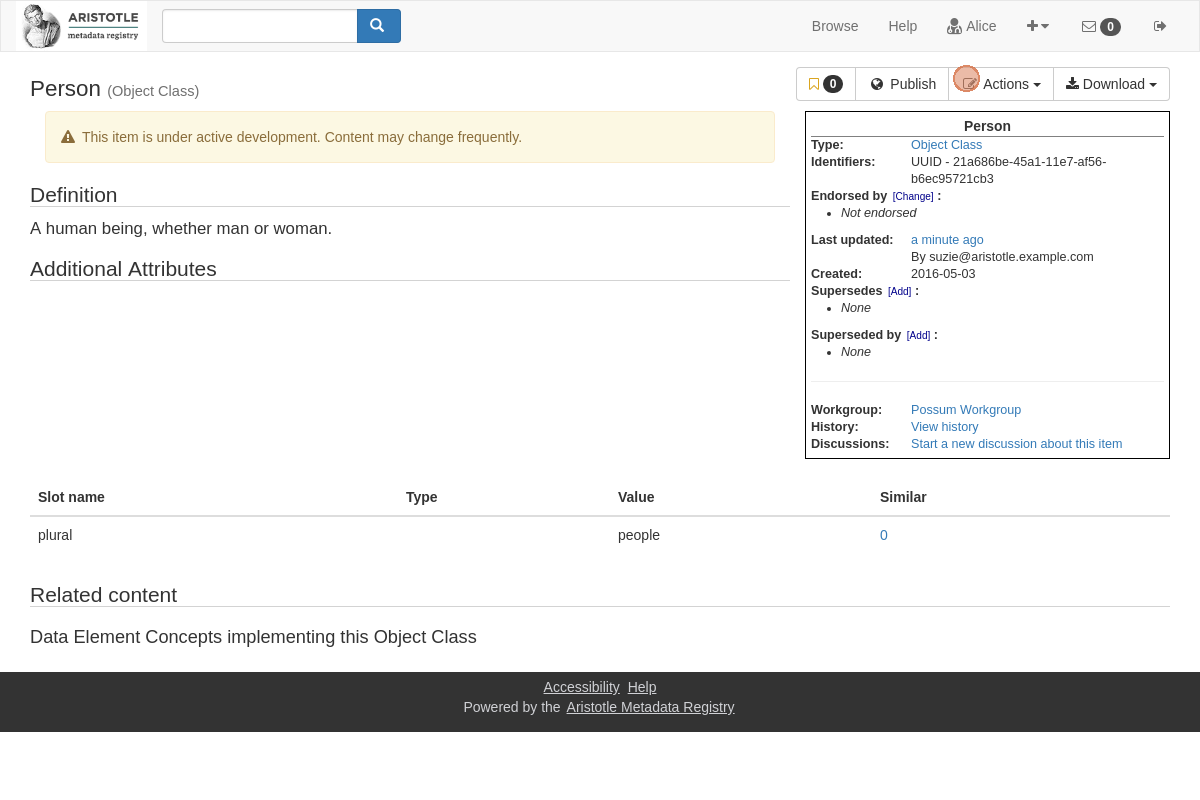 ARISTOTLE
metadata registry
Browse
Help
Alice
0
Person (Object Class)
0
Publish
Actions
Download
This item is under active development. Content may change frequently.
Definition
A human being, whether man or woman.
Additional Attributes
Person
Type: Object Class
Identifiers: UUID - 21a686be-45a1-11e7-af56-
b6ec95721cb3
Endorsed by [Change] :
Not endorsed
Last updated: a minute ago
By suzie@aristotle.example.com
Created: 2016-05-03
Supersedes [Add] :
None
Superseded by [Add] :
None
Workgroup: Possum Workgroup
History: View history
Discussions: Start a new discussion about this item
Slot name Type Value Similar
plural people 0
Related content
Data Element Concepts implementing this Object Class
Accessibility Help
Powered by the Aristotle Metadata Registry